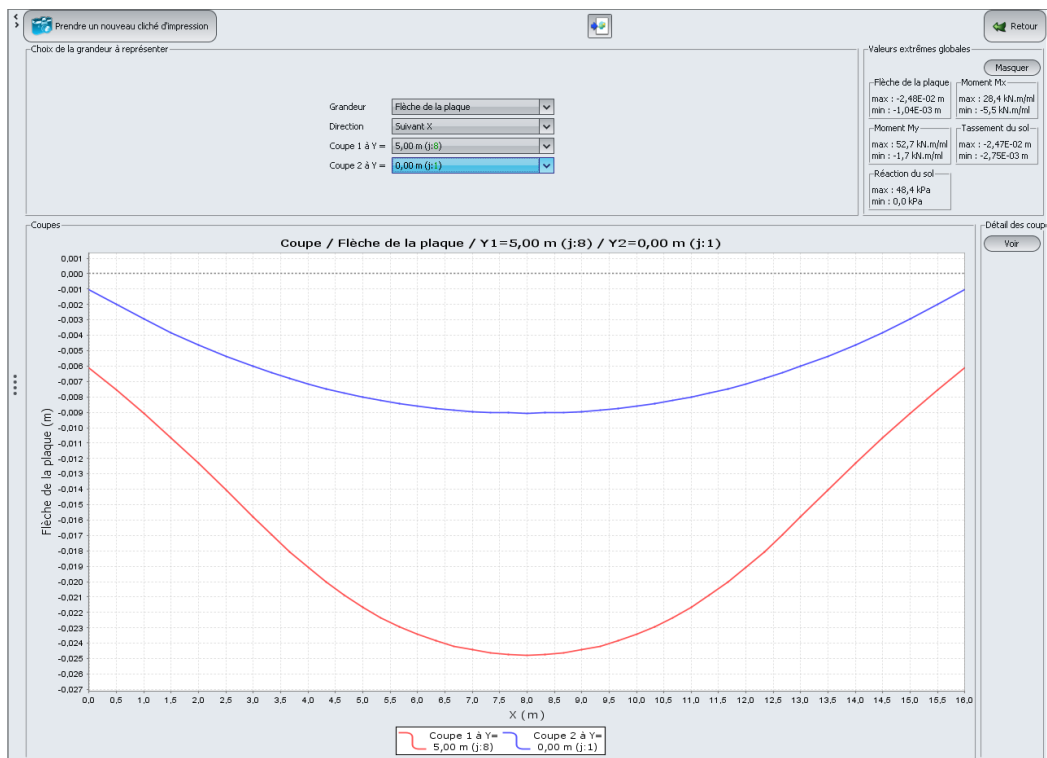 Prendre un nouveau cliché d'impression
Retour
Choix de la grandeur à représenter
Grandeur Flèche de la plaque
Direction Suivant X
Coupe 1 à Y = 5,00 m (j:8)
Coupe 2 à Y = 0,00 m (j:1)
Valeurs extrêmes globales
Masquer
Flèche de la plaque
max : -2,48E-02 m
min : -1,04E-03 m
Moment Mx
max : 28,4 kN.m/ml
min : -5,5 kN.m/ml
Moment My
max : 52,7 kN.m/ml
min : -1,7 kN.m/ml
Tassement du sol
max : -2,47E-02 m
min : -2,75E-03 m
Réaction du sol
max : 48,4 kPa
min : 0,0 kPa
Coupes
Détail des coup
Voir
Coupe / Flèche de la plaque / Y1=5,00 m (j:8) / Y2=0,00 m (j:1)
Flèche de la plaque (m)
0,001
0,000
-0,001
-0,002
-0,003
-0,004
-0,005
-0,006
-0,007
-0,008
-0,009
-0,010
-0,011
-0,012
-0,013
-0,014
-0,015
-0,016
-0,017
-0,018
-0,019
-0,020
-0,021
-0,022
-0,023
-0,024
-0,025
-0,026
-0,027
0,0 0,5 1,0 1,5 2,0 2,5 3,0 3,5 4,0 4,5 5,0 5,5 6,0 6,5 7,0 7,5 8,0 8,5 9,0 9,5 10,0 10,5 11,0 11,5 12,0 12,5 13,0 13,5 14,0 14,5 15,0 15,5 16,0
X (m)
Coupe 1 à Y=
5,00 m (j:8)
Coupe 2 à Y=
0,00 m (j:1)